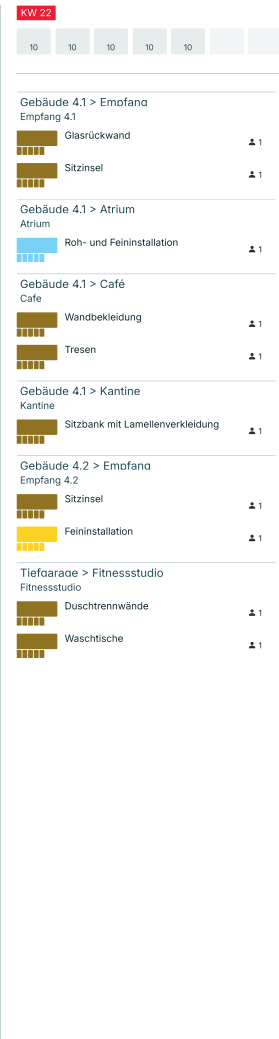 KW 22
10 10 10 10 10
Gebäude 4.1 > Empfang
Empfang 4.1
Glasrückwand
1
Sitzinsel
1
Gebäude 4.1 > Atrium
Atrium
Roh- und Feininstallation
1
Gebäude 4.1 > Café
Cafe
Wandbekleidung
1
Tresen
1
Gebäude 4.1 > Kantine
Kantine
Sitzbank mit Lamellenverkleidung
1
Gebäude 4.2 > Empfang
Empfang 4.2
Sitzinsel
1
Feininstallation
1
Tiefgarage > Fitnessstudio
Fitnessstudio
Duschtrennwände
1
Waschtische
1